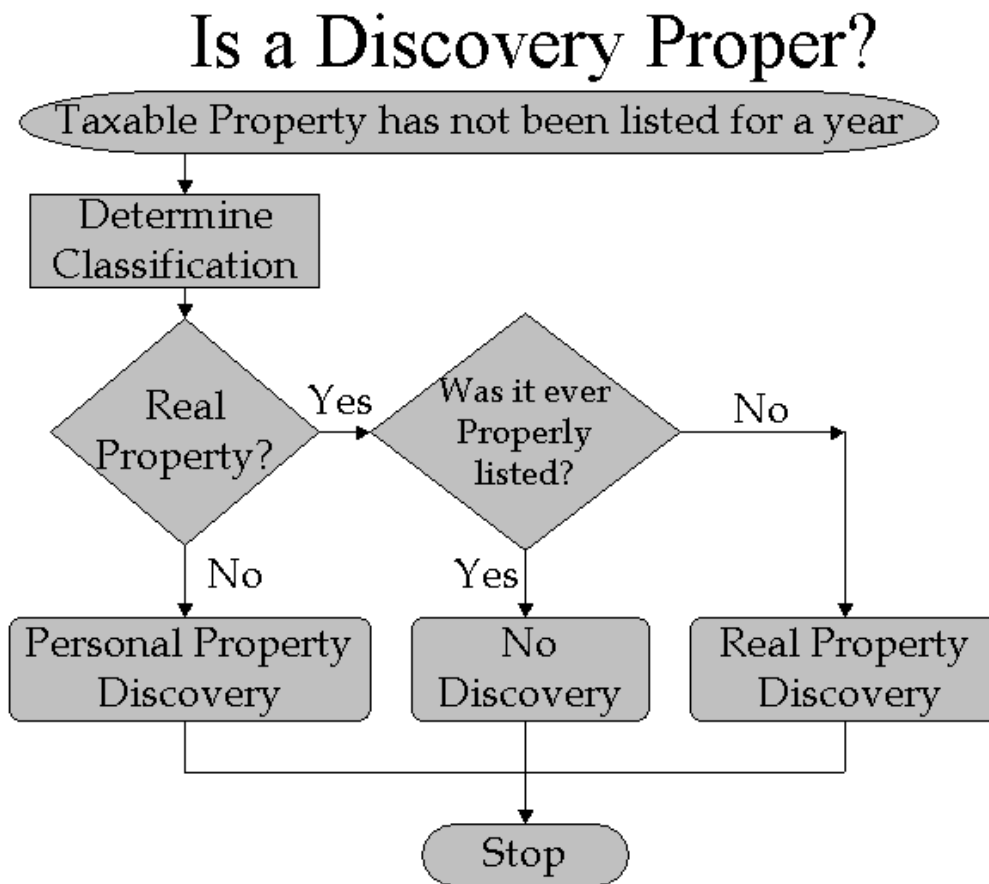 Is a Discovery Proper?
Taxable Property has not been listed for a year
Determine
Classification
Real
Property?
Yes
Was it ever
Properly
listed?
No
No
Yes
Personal Property
Discovery
No
Discovery
Real Property
Discovery
Stop